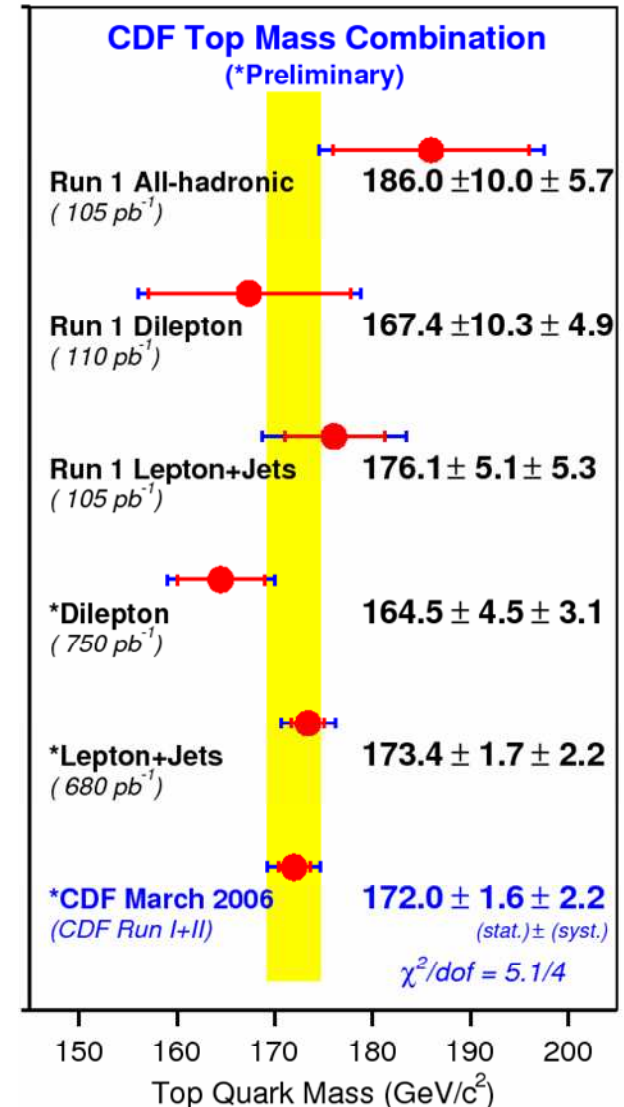 CDF Top Mass Combination
(*Preliminary)
Run 1 All-hadronic 186.0 ±10.0 ± 5.7
( 105 pb⁻¹)
Run 1 Dilepton 167.4 ±10.3 ± 4.9
( 110 pb⁻¹)
Run 1 Lepton+Jets 176.1± 5.1± 5.3
( 105 pb⁻¹)
*Dilepton 164.5 ± 4.5 ± 3.1
( 750 pb⁻¹)
*Lepton+Jets 173.4 ± 1.7 ± 2.2
( 680 pb⁻¹)
*CDF March 2006 172.0 ± 1.6 ± 2.2
(CDF Run I+II) (stat.)± (syst.)
χ²/dof = 5.1/4
150 160 170 180 190 200
Top Quark Mass (GeV/c²)